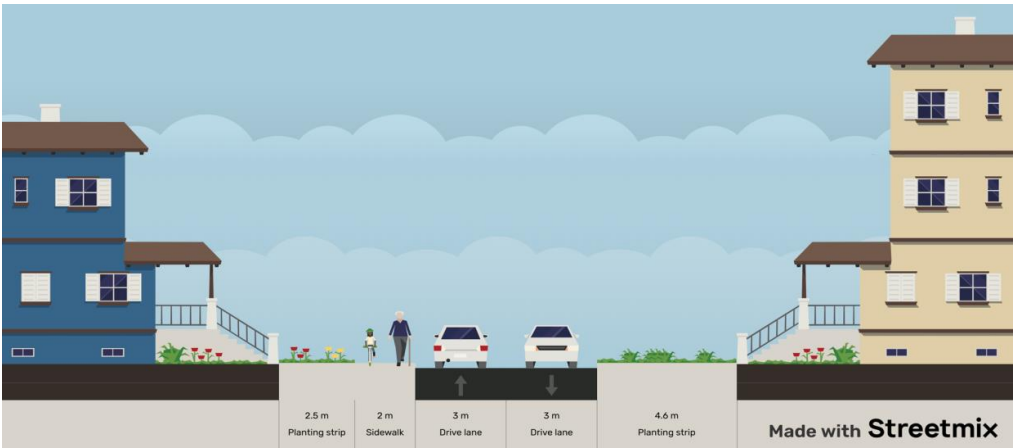 2.5 m
Planting strip
2 m
Sidewalk
3 m
Drive lane
3 m
Drive lane
4.6 m
Planting strip
Made with Streetmix